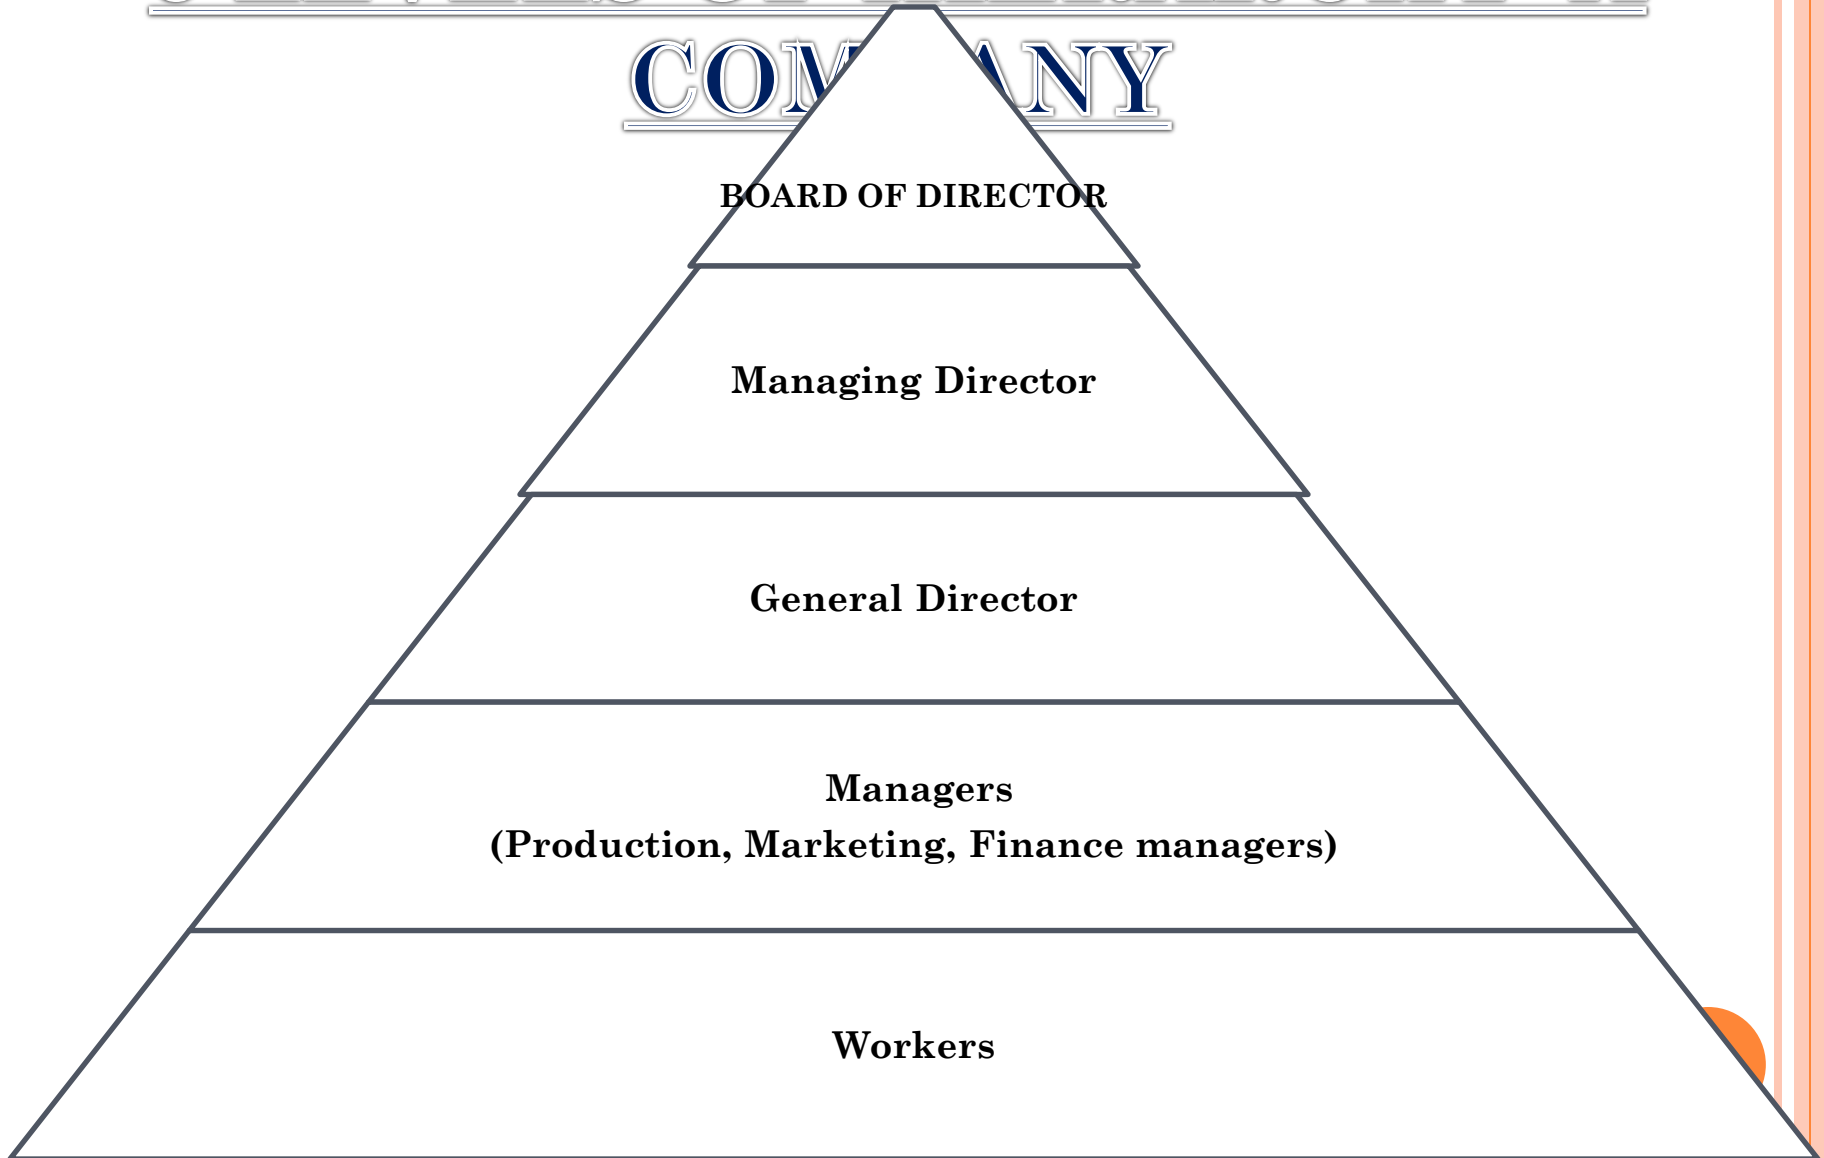 BOARD OF DIRECTOR
Managing Director
General Director
Managers
(Production, Marketing, Finance managers)
Workers